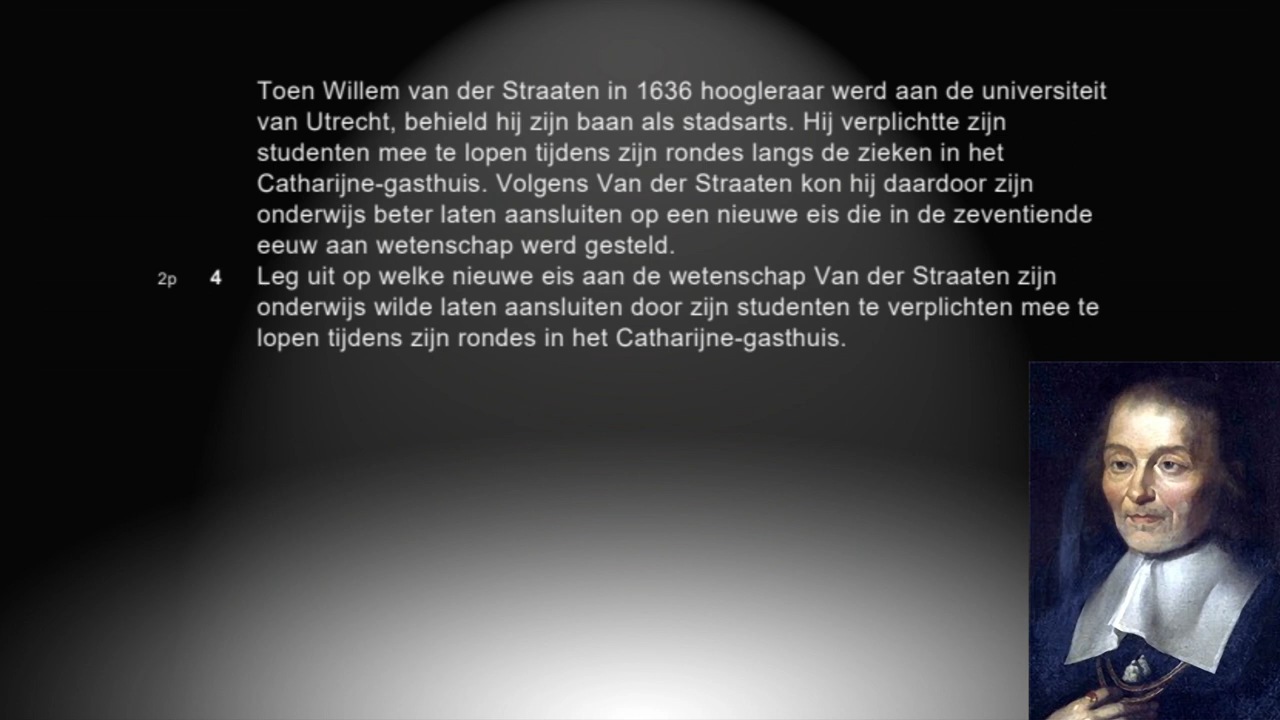 Toen Willem van der Straaten in 1636 hoogleraar werd aan de universiteit
van Utrecht, behield hij zijn baan als stadsarts. Hij verplichtte zijn
studenten mee te lopen tijdens zijn rondes langs de zieken in het
Catharijne-gasthuis. Volgens Van der Straaten kon hij daardoor zijn
onderwijs beter laten aansluiten op een nieuwe eis die in de zeventiende
eeuw aan wetenschap werd gesteld.
2p 4 Leg uit op welke nieuwe eis aan de wetenschap Van der Straaten zijn
onderwijs wilde laten aansluiten door zijn studenten te verplichten mee te
lopen tijdens zijn rondes in het Catharijne-gasthuis.